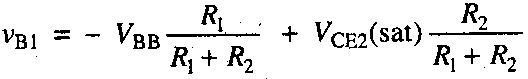 v_B1 = - V_BB R_1/(R_1 + R_2) + V_CE2(sat) R_2/(R_1 + R_2)